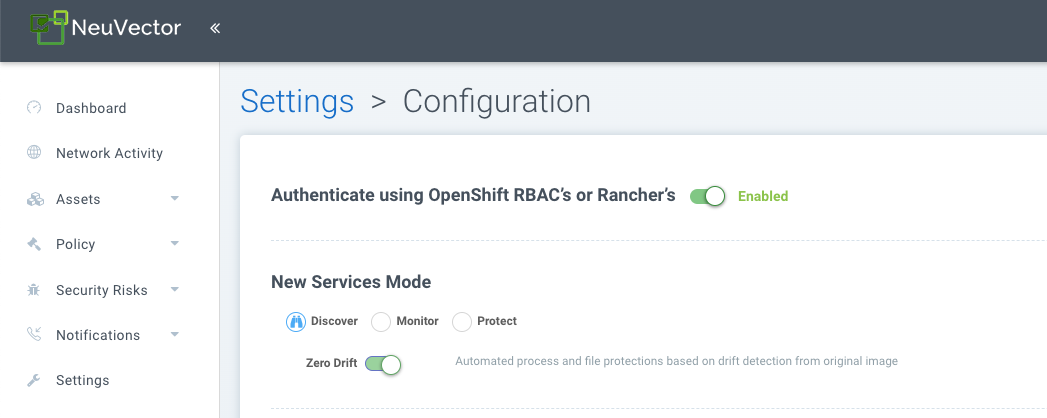 NeuVector «
Dashboard
Network Activity
Assets
Policy
Security Risks
Notifications
Settings
Settings > Configuration
Authenticate using OpenShift RBAC’s or Rancher’s Enabled
New Services Mode
Discover Monitor Protect
Zero Drift Automated process and file protections based on drift detection from original image